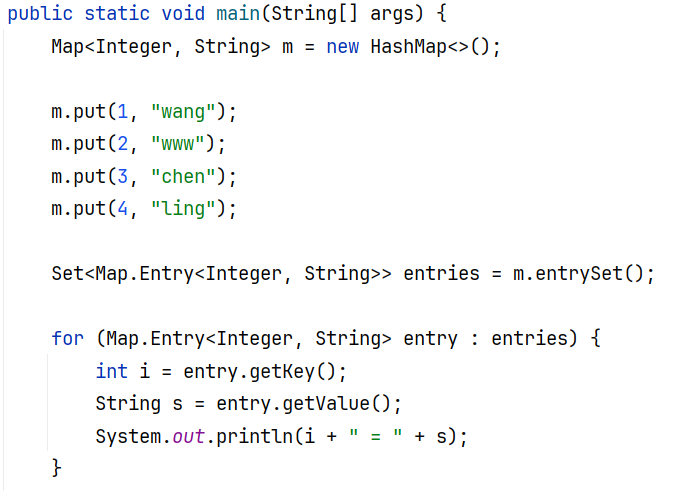 public static void main(String[] args) {
    Map<Integer, String> m = new HashMap<>();
    m.put(1, "wang");
    m.put(2, "www");
    m.put(3, "chen");
    m.put(4, "ling");
    Set<Map.Entry<Integer, String>> entries = m.entrySet();
    for (Map.Entry<Integer, String> entry : entries) {
        int i = entry.getKey();
        String s = entry.getValue();
        System.out.println(i + " = " + s);
    }